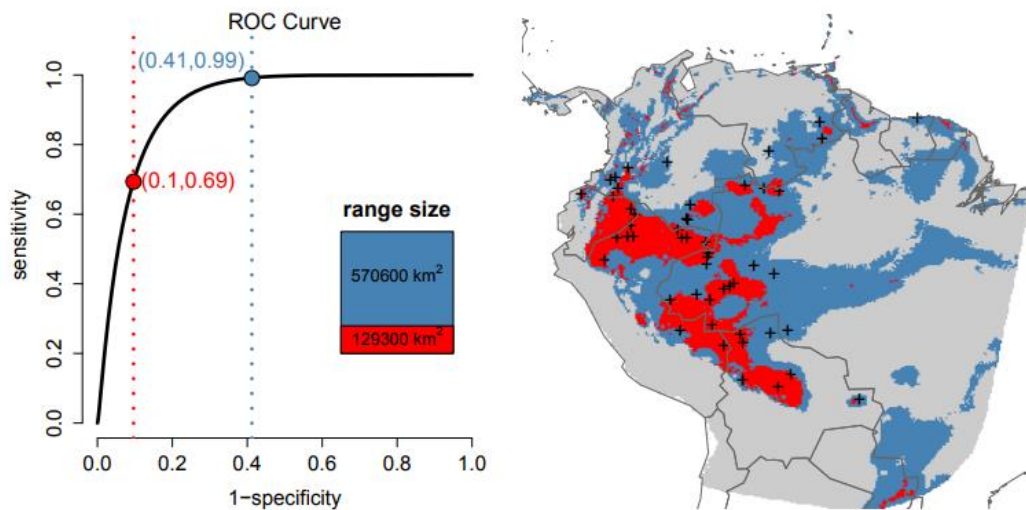 ROC Curve
(0.41,0.99)
(0.1,0.69)
sensitivity
1.0
0.8
0.6
0.4
0.2
0.0
range size
570600 km²
129300 km²
0.0 0.2 0.4 0.6 0.8 1.0
1−specificity